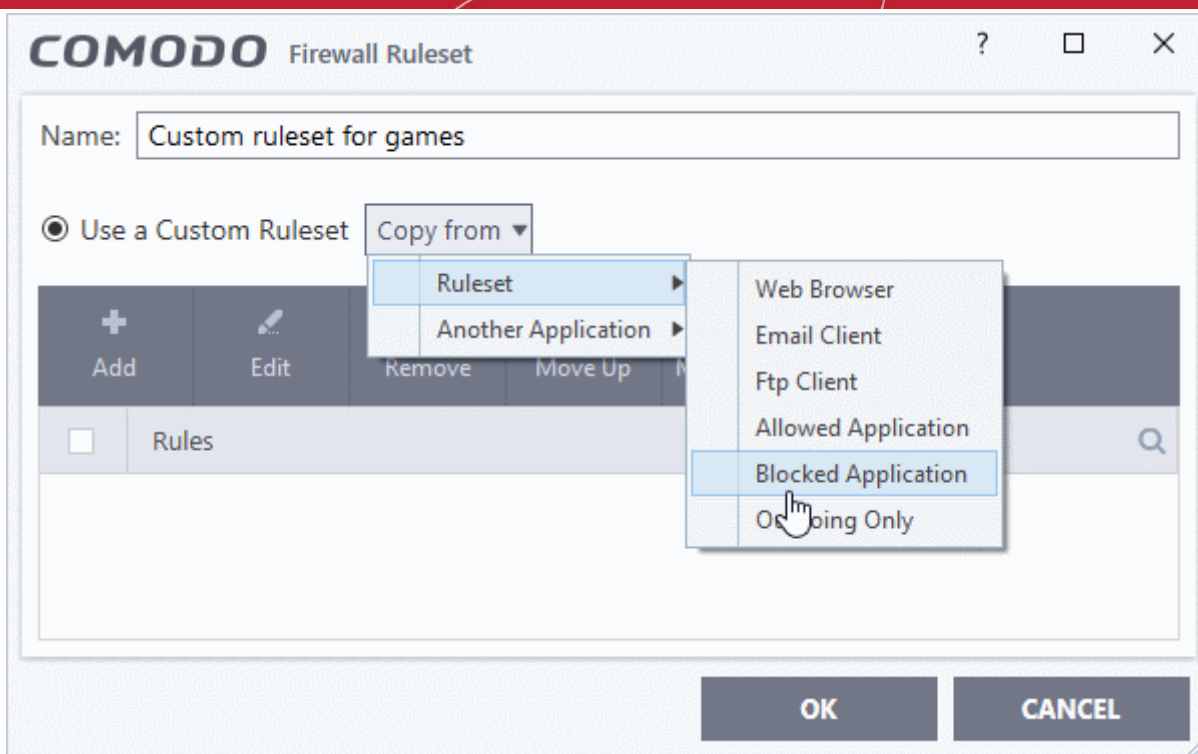 COMODO Firewall Ruleset ?
Name: Custom ruleset for games
Use a Custom Ruleset Copy from
Ruleset
Another Application
Web Browser
Email Client
Ftp Client
Allowed Application
Blocked Application
Only
Add Edit Remove Move Up
Rules
OK CANCEL